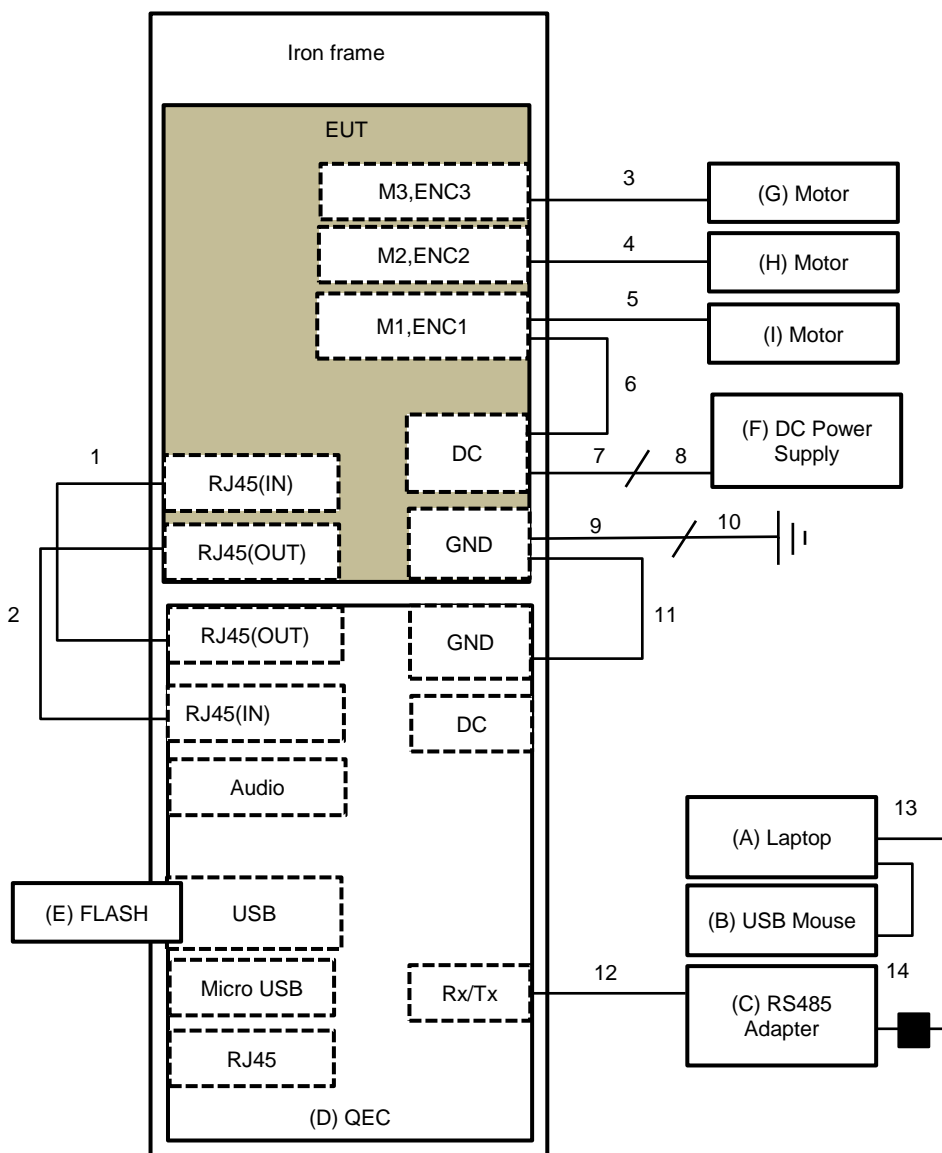 Iron frame
EUT
M3,ENC3
3
(G) Motor
M2,ENC2
4
(H) Motor
M1,ENC1
5
(I) Motor
6
DC
7
8
(F) DC Power
Supply
1
RJ45(IN)
GND
9
10
RJ45(OUT)
2
11
RJ45(OUT)
GND
RJ45(IN)
DC
Audio
13
(A) Laptop
(E) FLASH
USB
(B) USB Mouse
Micro USB
Rx/Tx
12
14
(C) RS485
Adapter
RJ45
(D) QEC